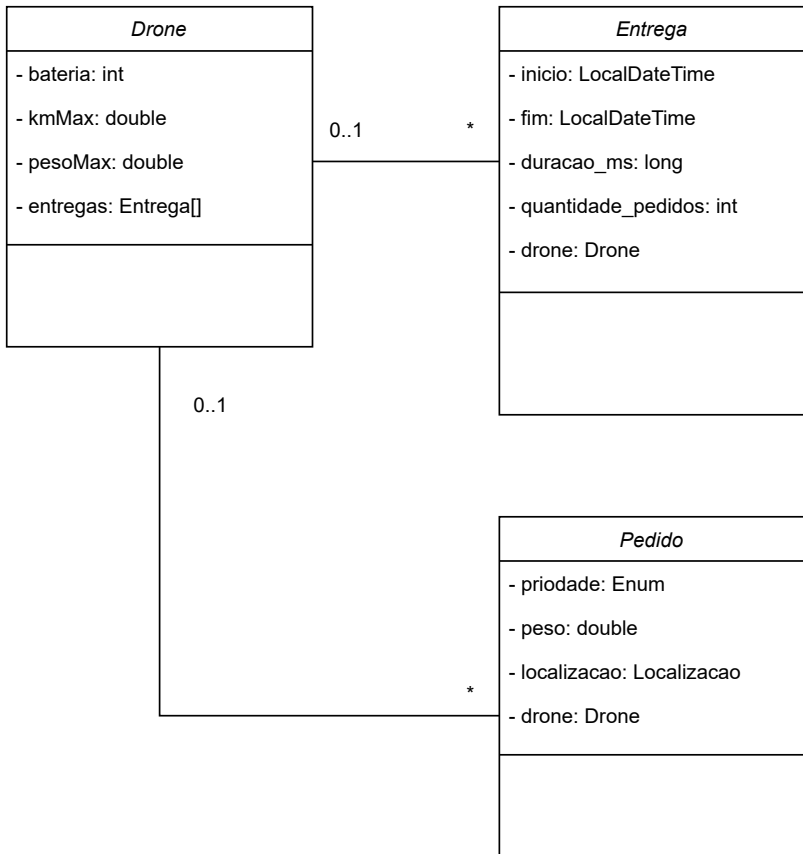 Drone
- bateria: int
- kmMax: double
- pesoMax: double
- entregas: Entrega[]
0..1
*
Entrega
- inicio: LocalDateTime
- fim: LocalDateTime
- duracao_ms: long
- quantidade_pedidos: int
- drone: Drone
0..1
*
Pedido
- priodade: Enum
- peso: double
- localizacao: Localizacao
- drone: Drone